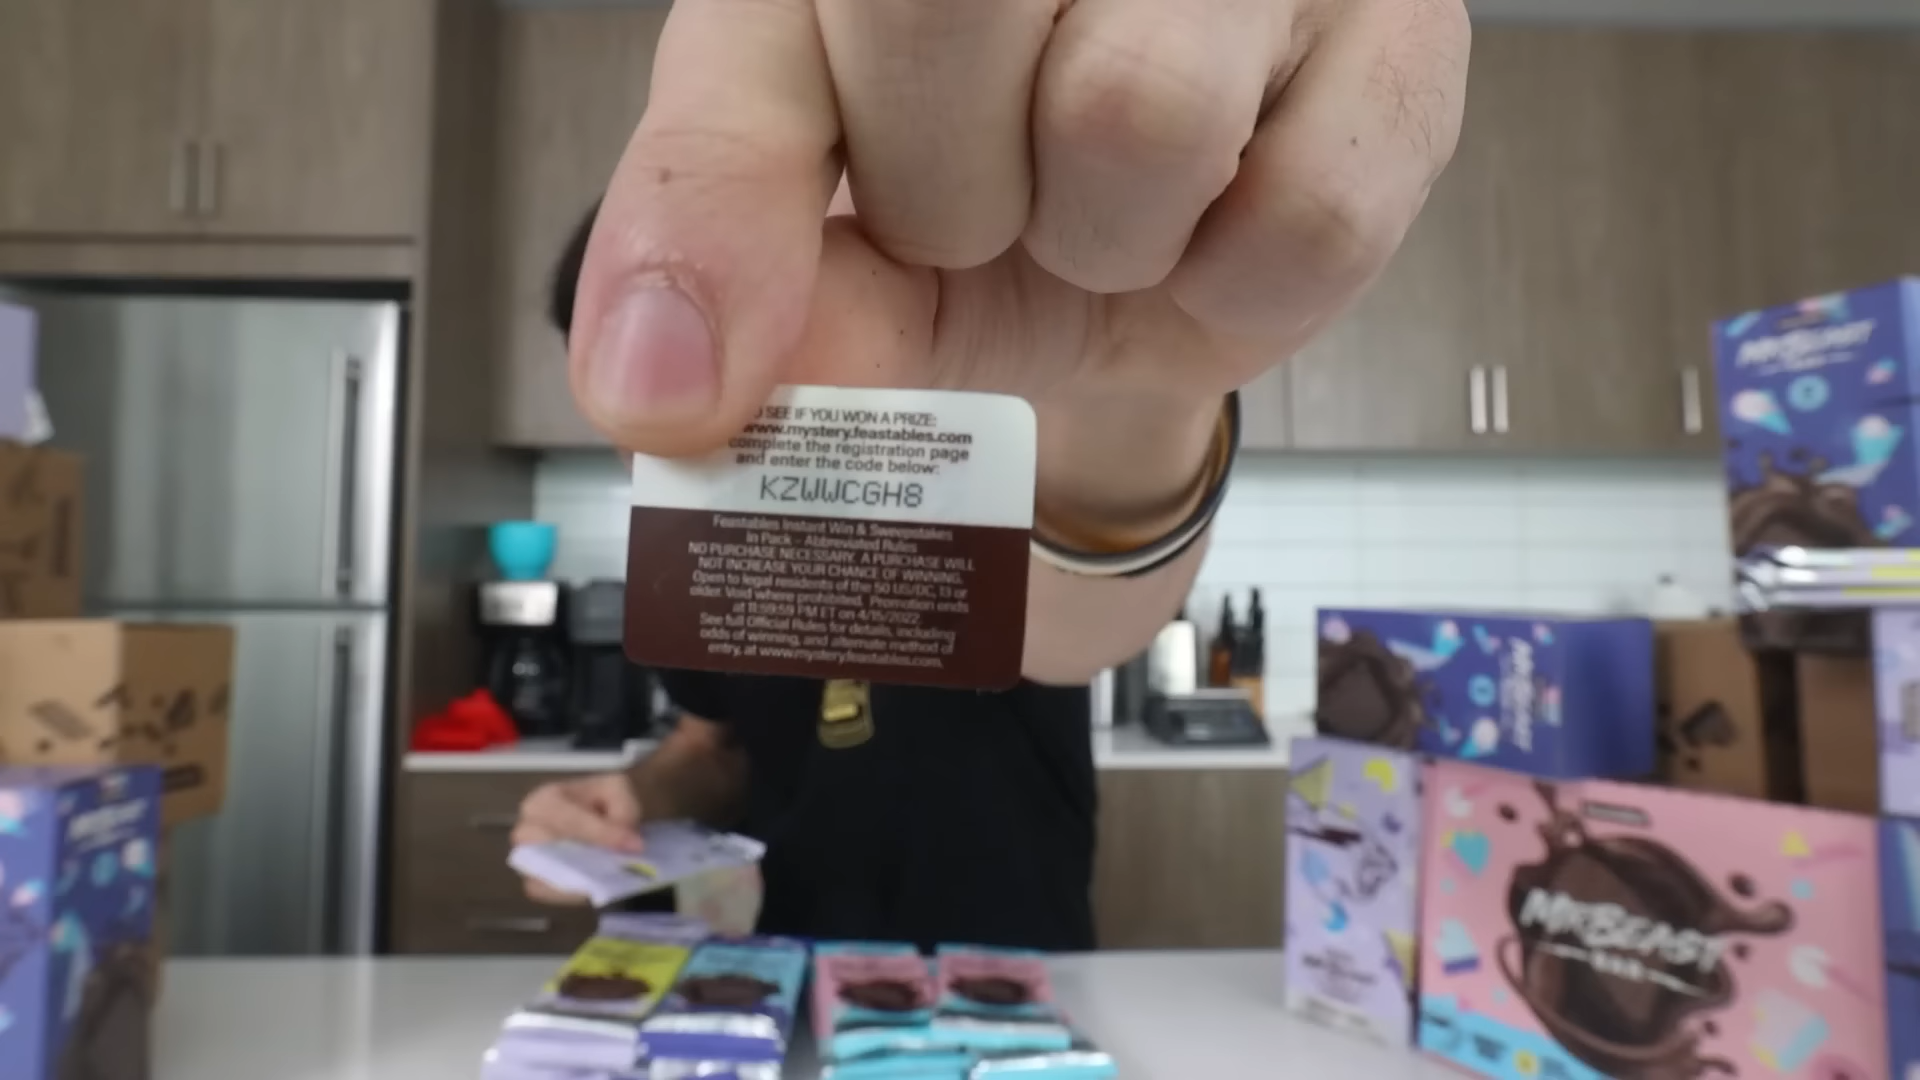 SEE IF YOU WON A PRIZE:
www.mystery.feastables.com
complete the registration page
and enter the code below:
KZWWCGH8
Feastables Instant Win & Sweepstakes
In Pack - Abbreviated Rules
NO PURCHASE NECESSARY. A PURCHASE WILL
NOT INCREASE YOUR CHANCE OF WINNING.
Open to legal residents of the 50 US/DC, 13 or
older. Void where prohibited. Promotion ends
at 11:59:59 PM ET on 4/15/2022.
See full Official Rules for details, including
odds of winning, and alternate method of
entry, at www.mystery.feastables.com.
MRBEAST
MRBEAST
MRBEAST
BAR